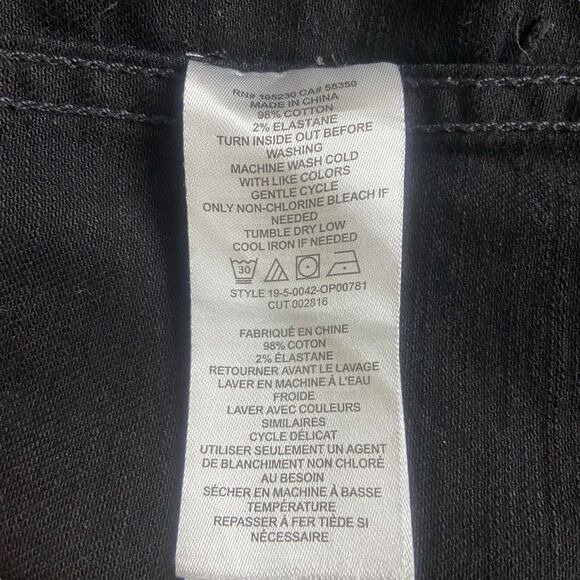 RN# 105230 CA# 58350
MADE IN CHINA
98% COTTON
2% ELASTANE
TURN INSIDE OUT BEFORE
WASHING
MACHINE WASH COLD
WITH LIKE COLORS
GENTLE CYCLE
ONLY NON-CHLORINE BLEACH IF
NEEDED
TUMBLE DRY LOW
COOL IRON IF NEEDED
30
STYLE 19-5-0042-OP00781
CUT 002816
FABRIQUÉ EN CHINE
98% COTON
2% ÉLASTANE
RETOURNER AVANT LE LAVAGE
LAVER EN MACHINE À L'EAU
FROIDE
LAVER AVEC COULEURS
SIMILAIRES
CYCLE DÉLICAT
UTILISER SEULEMENT UN AGENT
DE BLANCHIMENT NON CHLORÉ
AU BESOIN
SÉCHER EN MACHINE À BASSE
TEMPÉRATURE
REPASSER À FER TIÈDE SI
NÉCESSAIRE